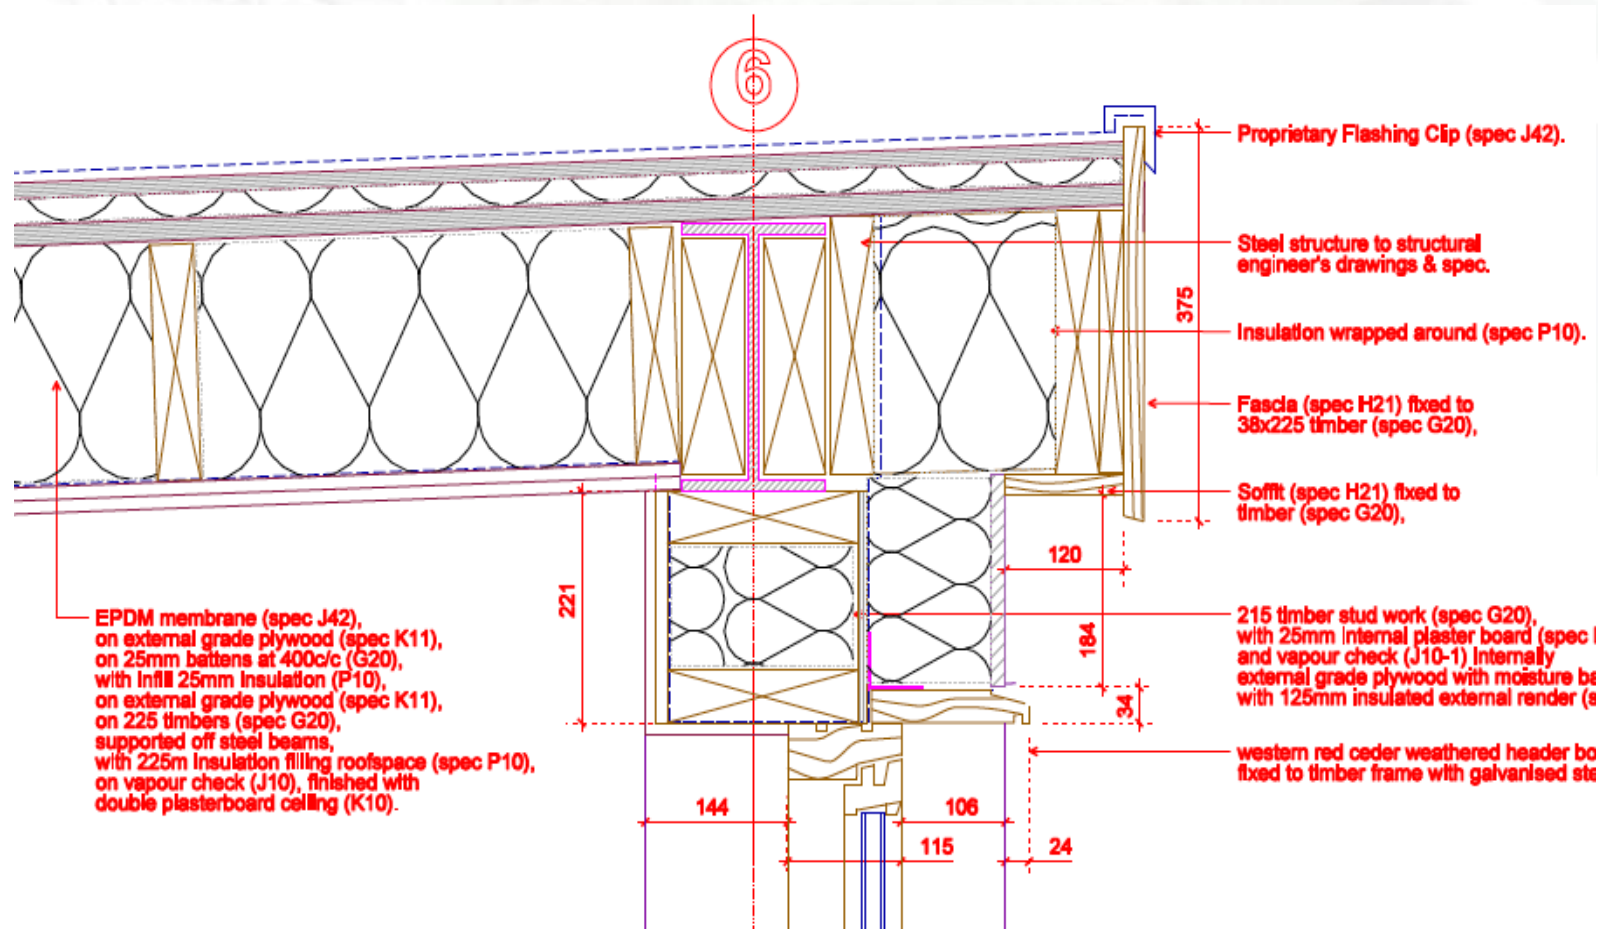 6
Proprietary Flashing Clip (spec J42).
Steel structure to structural
engineer's drawings & spec.
375
Insulation wrapped around (spec P10).
Fascia (spec H21) fixed to
38x225 timber (spec G20),
Soffit (spec H21) fixed to
timber (spec G20),
120
221
184
34
EPDM membrane (spec J42),
on external grade plywood (spec K11),
on 25mm battens at 400c/c (G20),
with infill 25mm insulation (P10),
on external grade plywood (spec K11),
on 225 timbers (spec G20),
supported off steel beams,
with 225m insulation filling roofspace (spec P10),
on vapour check (J10), finished with
double plasterboard ceiling (K10).
215 timber stud work (spec G20),
with 25mm internal plaster board (spec
and vapour check (J10-1) internally
external grade plywood with moisture ba
with 125mm insulated external render (s
western red ceder weathered header bo
fixed to timber frame with galvanised ste
144
106
115
24